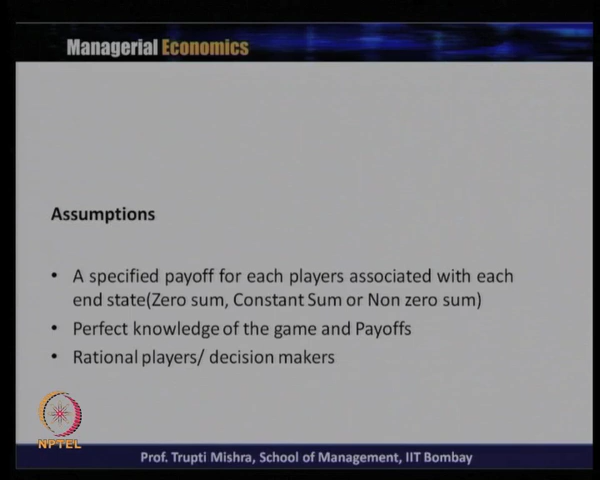 Managerial Economics
Assumptions
• A specified payoff for each players associated with each
end state(Zero sum, Constant Sum or Non zero sum)
• Perfect knowledge of the game and Payoffs
• Rational players/ decision makers
NPTEL
Prof. Trupti Mishra, School of Management, IIT Bombay